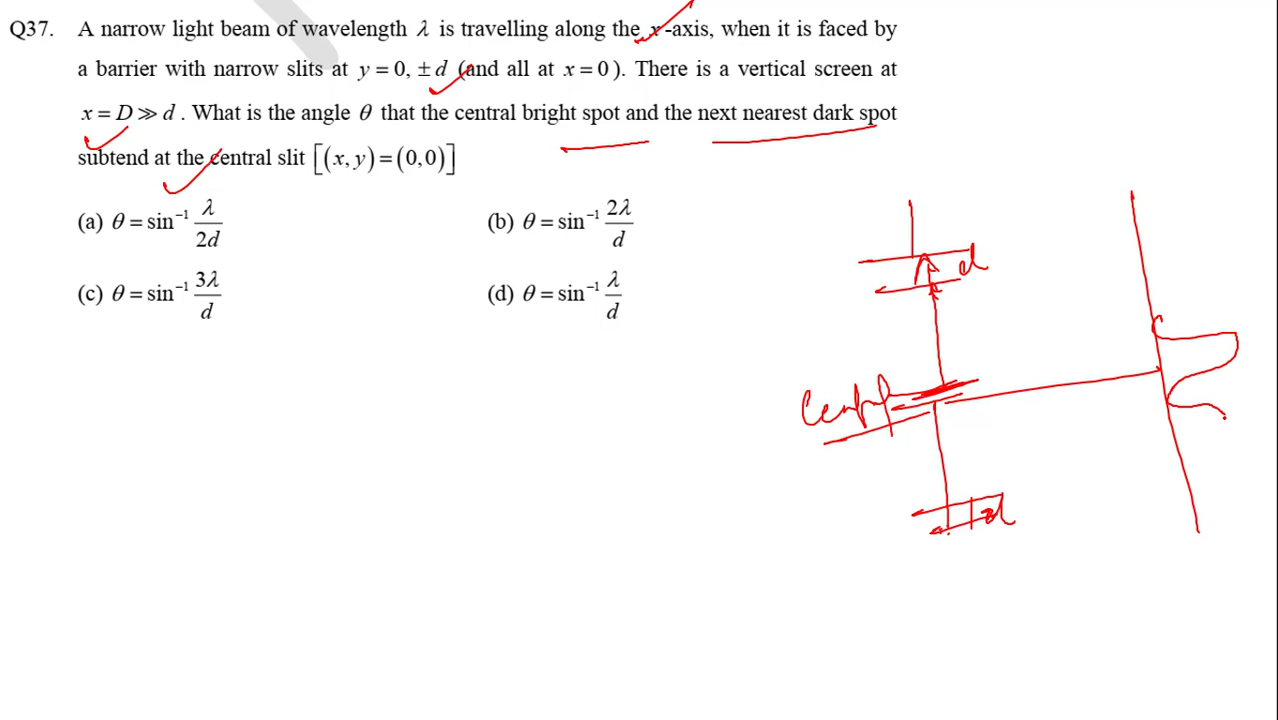 Q37. A narrow light beam of wavelength λ is travelling along the x-axis, when it is faced by
a barrier with narrow slits at y = 0, ±d (and all at x = 0). There is a vertical screen at
x = D ≫ d. What is the angle θ that the central bright spot and the next nearest dark spot
subtend at the central slit [(x, y) = (0,0)]
(a) θ = sin⁻¹ λ/2d (b) θ = sin⁻¹ 2λ/d
(c) θ = sin⁻¹ 3λ/d (d) θ = sin⁻¹ λ/d
d
d